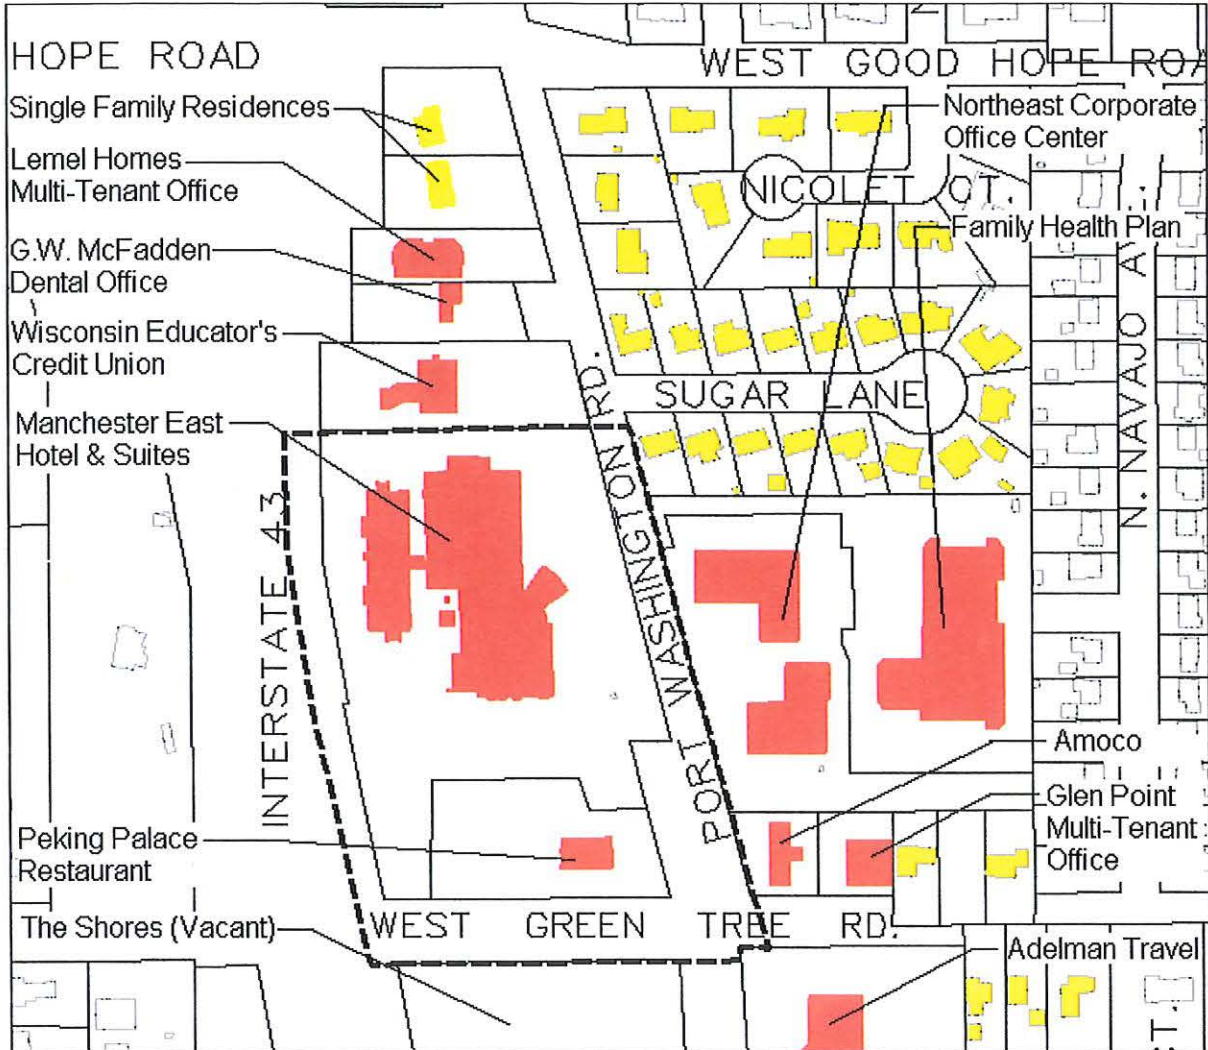 HOPE ROAD
WEST GOOD HOPE ROA
Single Family Residences
Northeast Corporate
Office Center
Lemel Homes
Multi-Tenant Office
NICOLET CT.
Family Health Plan
G.W. McFadden
Dental Office
Wisconsin Educator's
Credit Union
SUGAR LANE
N. NAVAJO AV
Manchester East
Hotel & Suites
INTERSTATE 43
PORT WASHINGTON RD.
Amoco
Glen Point
Multi-Tenant
Office
Peking Palace
Restaurant
The Shores (Vacant)
WEST GREEN TREE RD.
Adelman Travel